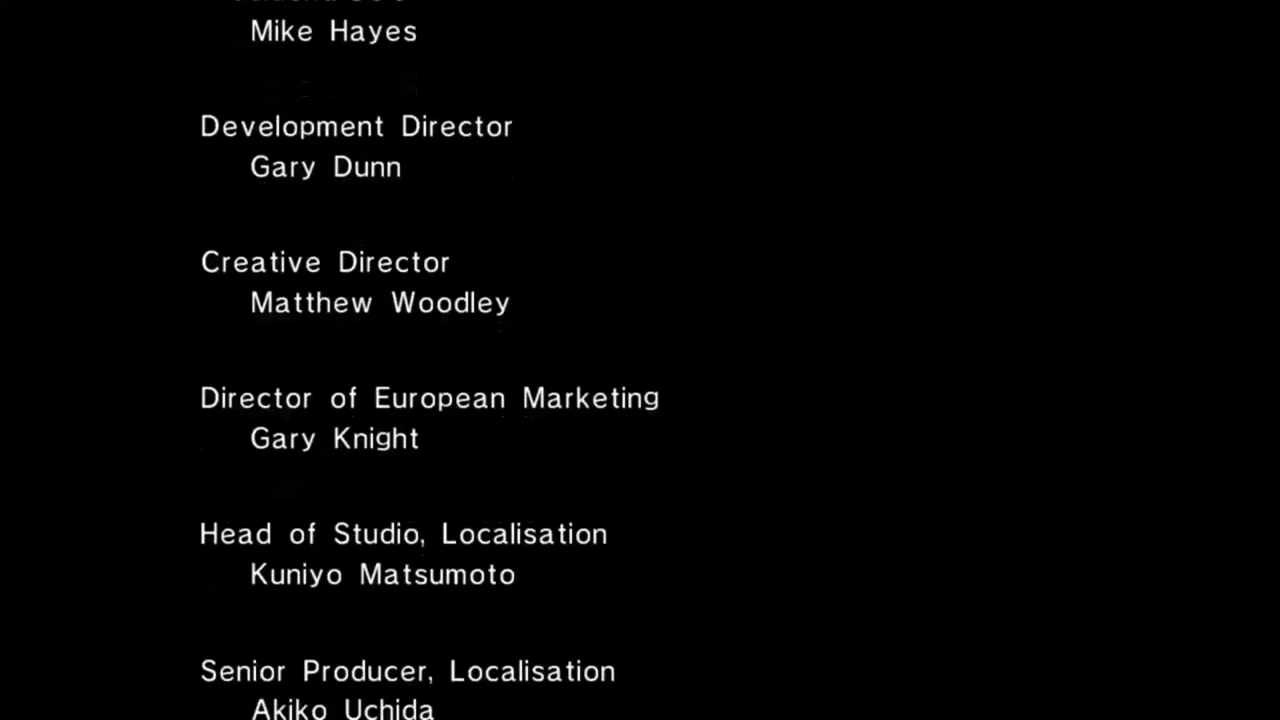 Mike Hayes
Development Director
Gary Dunn
Creative Director
Matthew Woodley
Director of European Marketing
Gary Knight
Head of Studio, Localisation
Kuniyo Matsumoto
Senior Producer, Localisation
Akiko Uchida